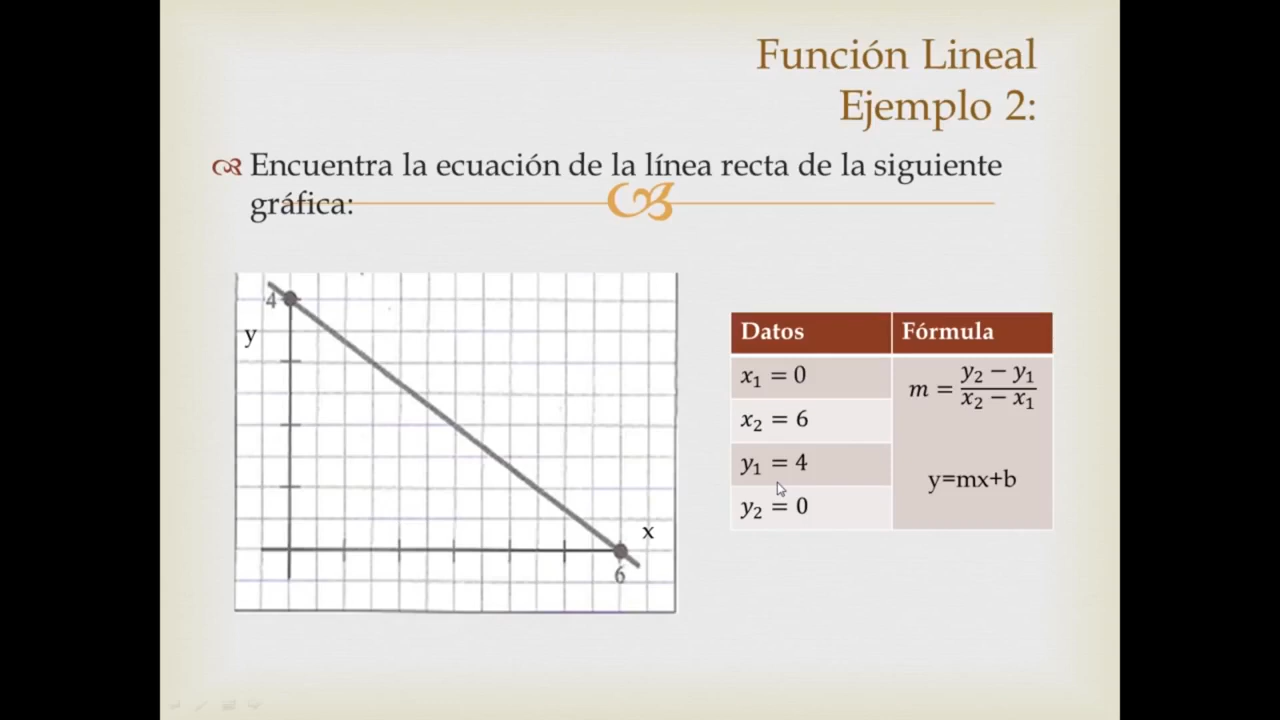 Función Lineal
Ejemplo 2:
Encuentra la ecuación de la línea recta de la siguiente
gráfica:
4
y
x
6
Datos
Fórmula
x₁ = 0
x₂ = 6
y₁ = 4
y₂ = 0
m = (y₂ − y₁)/(x₂ − x₁)
y=mx+b